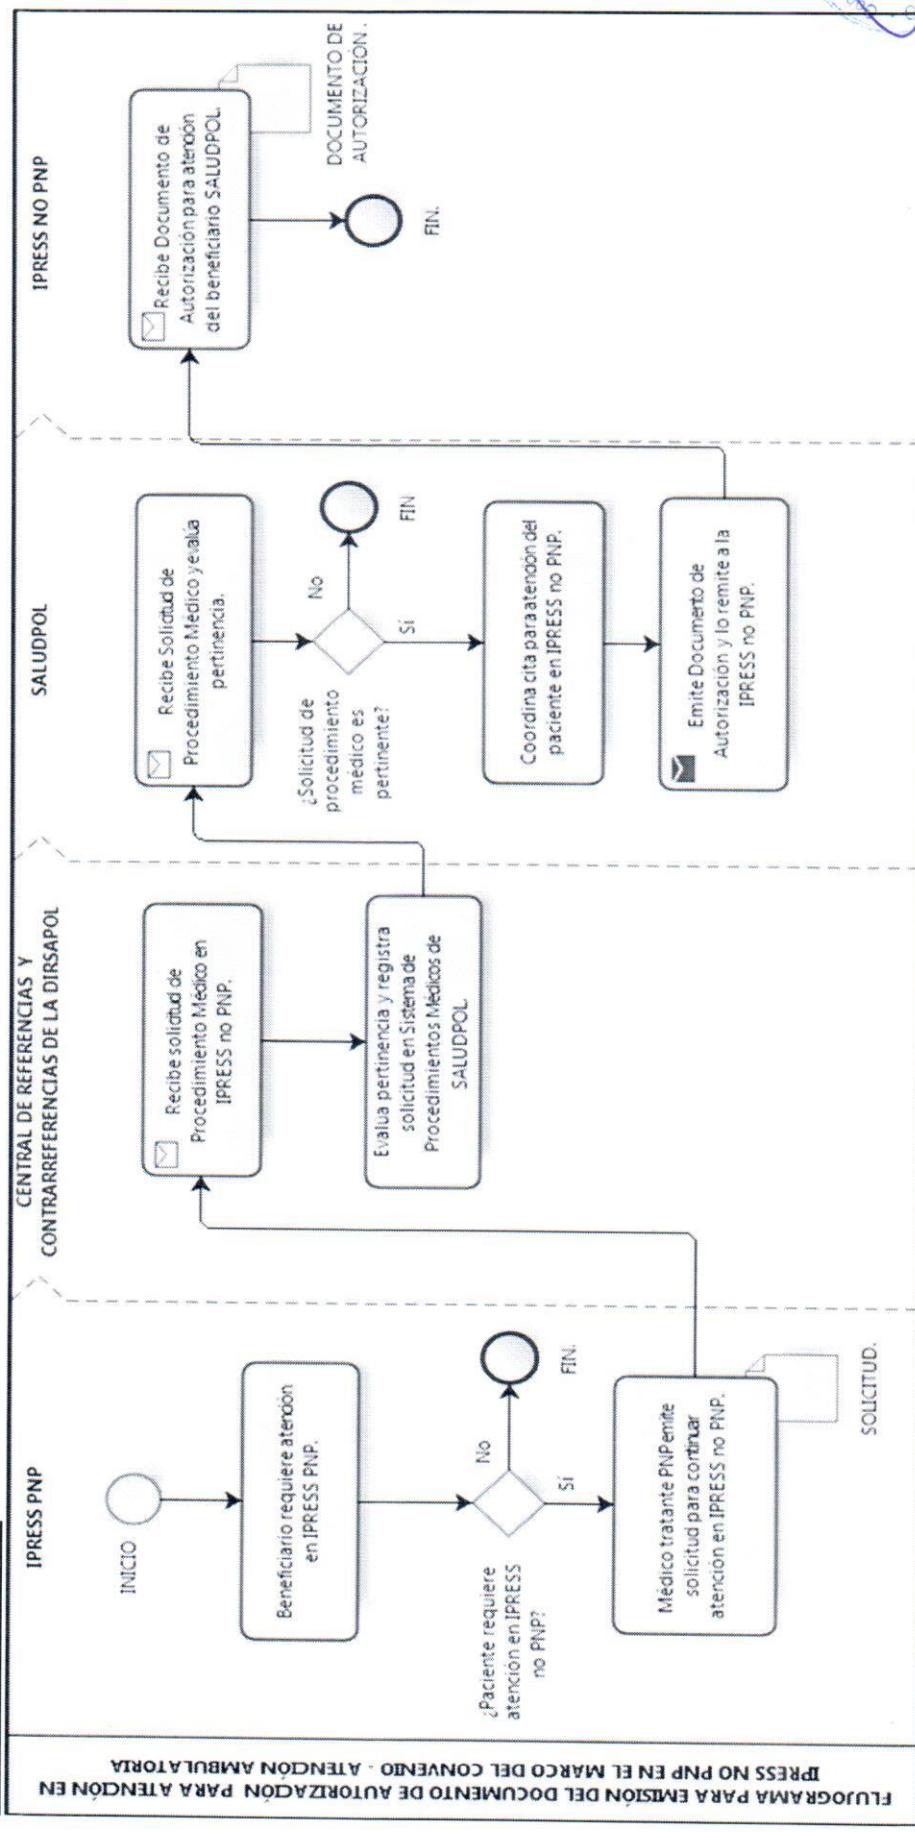 FLUJOGRAMA PARA EMISIÓN DEL DOCUMENTO DE AUTORIZACIÓN PARA ATENCIÓN EN
IPRESS NO PNP EN EL MARCO DEL CONVENIO - ATENCIÓN AMBULATORIA
IPRESS PNP
INICIO
Beneficiario requiere atención
en IPRESS PNP.
¿Paciente requiere
atención en IPRESS
no PNP?
No
FIN.
Sí
Médico tratante PNP emite
solicitud para continuar
atención en IPRESS no PNP.
SOLICITUD.
CENTRAL DE REFERENCIAS Y
CONTRARREFERENCIAS DE LA DIRSAPOL
Recibe solicitud de
Procedimiento Médico en
IPRESS no PNP.
Evalúa pertinencia y registra
solicitud en Sistema de
Procedimientos Médicos de
SALUDPOL
SALUDPOL
Recibe Solicitud de
Procedimiento Médico y evalúa
pertinencia.
¿Solicitud de
procedimiento
médico es
pertinente?
No
FIN
Sí
Coordina cita para atención del
paciente en IPRESS no PNP.
Emite Documento de
Autorización y lo remite a la
IPRESS no PNP.
IPRESS NO PNP
Recibe Documento de
Autorización para atención
del beneficiario SALUDPOL.
DOCUMENTO DE
AUTORIZACIÓN.
FIN.